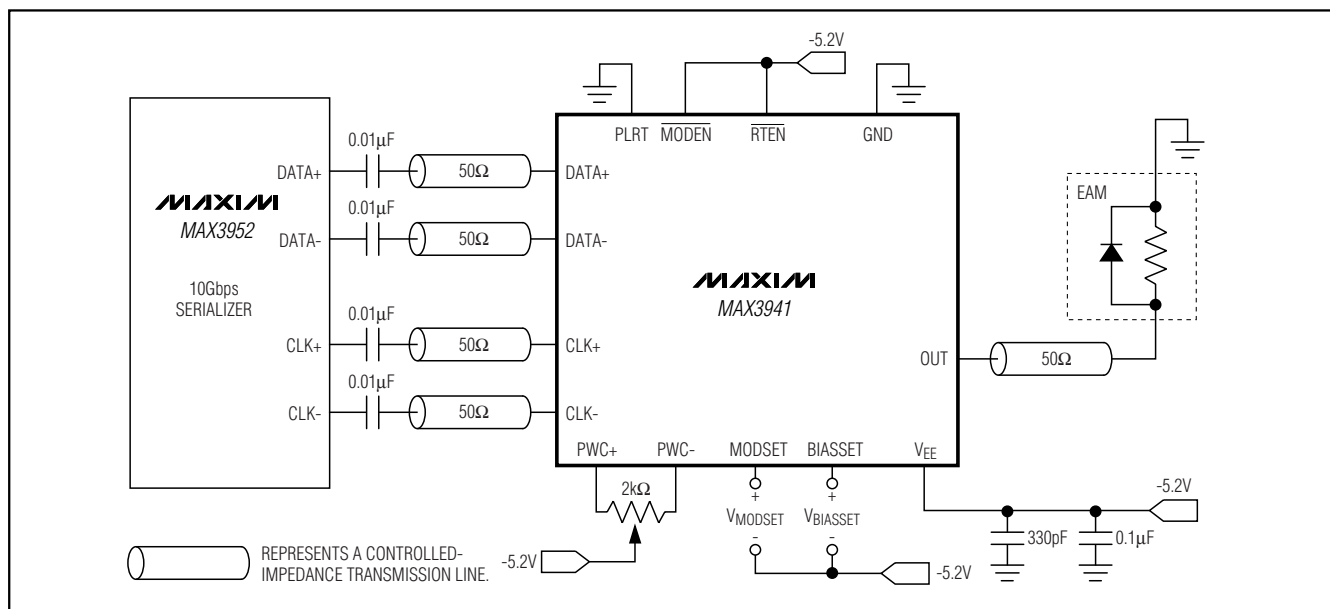 -5.2V
PLRT
MODEN
RTEN
GND
0.01µF
DATA+
50Ω
DATA+
EAM
MAXIM
MAX3952
0.01µF
DATA-
50Ω
DATA-
MAXIM
MAX3941
10Gbps
SERIALIZER
0.01µF
CLK+
50Ω
CLK+
OUT
50Ω
0.01µF
CLK-
50Ω
CLK-
PWC+
PWC-
MODSET
BIASSET
VEE
2kΩ
+
+
-5.2V
VMODSET
VBIASSET
330pF
0.1µF
-
-
REPRESENTS A CONTROLLED-
IMPEDANCE TRANSMISSION LINE.
-5.2V
-5.2V